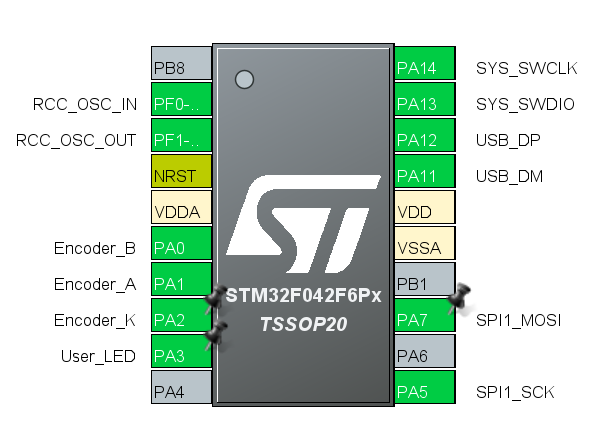 PB8
RCC_OSC_IN PF0-..
RCC_OSC_OUT PF1-..
NRST
VDDA
Encoder_B PA0
Encoder_A PA1
Encoder_K PA2
User_LED PA3
PA4
ST
STM32F042F6Px
TSSOP20
PA14 SYS_SWCLK
PA13 SYS_SWDIO
PA12 USB_DP
PA11 USB_DM
VDD
VSSA
PB1
PA7 SPI1_MOSI
PA6
PA5 SPI1_SCK